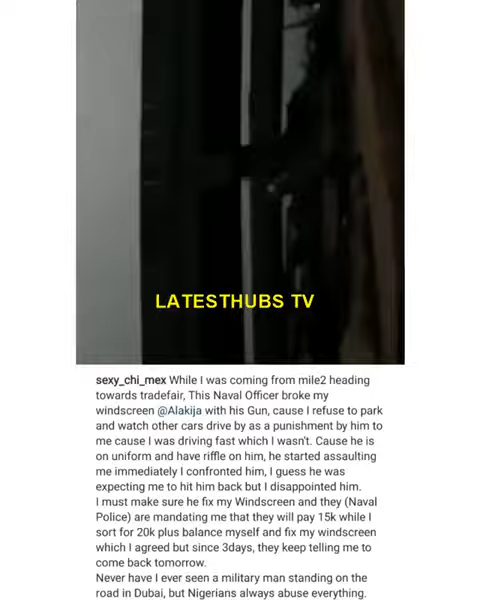 LATESTHUBS TV
sexy_chi_mex While I was coming from mile2 heading
towards tradefair, This Naval Officer broke my
windscreen @Alakija with his Gun, cause I refuse to park
and watch other cars drive by as a punishment by him to
me cause I was driving fast which I wasn't. Cause he is
on uniform and have riffle on him, he started assaulting
me immediately I confronted him, I guess he was
expecting me to hit him back but I disappointed him.
I must make sure he fix my Windscreen and they (Naval
Police) are mandating me that they will pay 15k while I
sort for 20k plus balance myself and fix my windscreen
which I agreed but since 3days, they keep telling me to
come back tomorrow.
Never have I ever seen a military man standing on the
road in Dubai, but Nigerians always abuse everything.